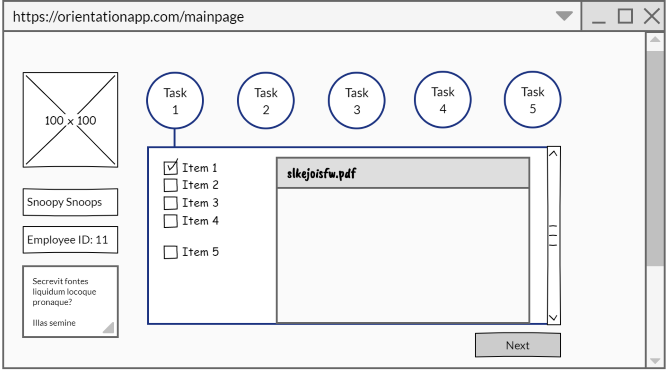 https://orientationapp.com/mainpage
100 x 100
Snoopy Snoops
Employee ID: 11
Secrevit fontes
liquidum locoque
pronaque?
Illas semine
Task
1
Task
2
Task
3
Task
4
Task
5
Item 1
Item 2
Item 3
Item 4
Item 5
slkejoisfw.pdf
Next